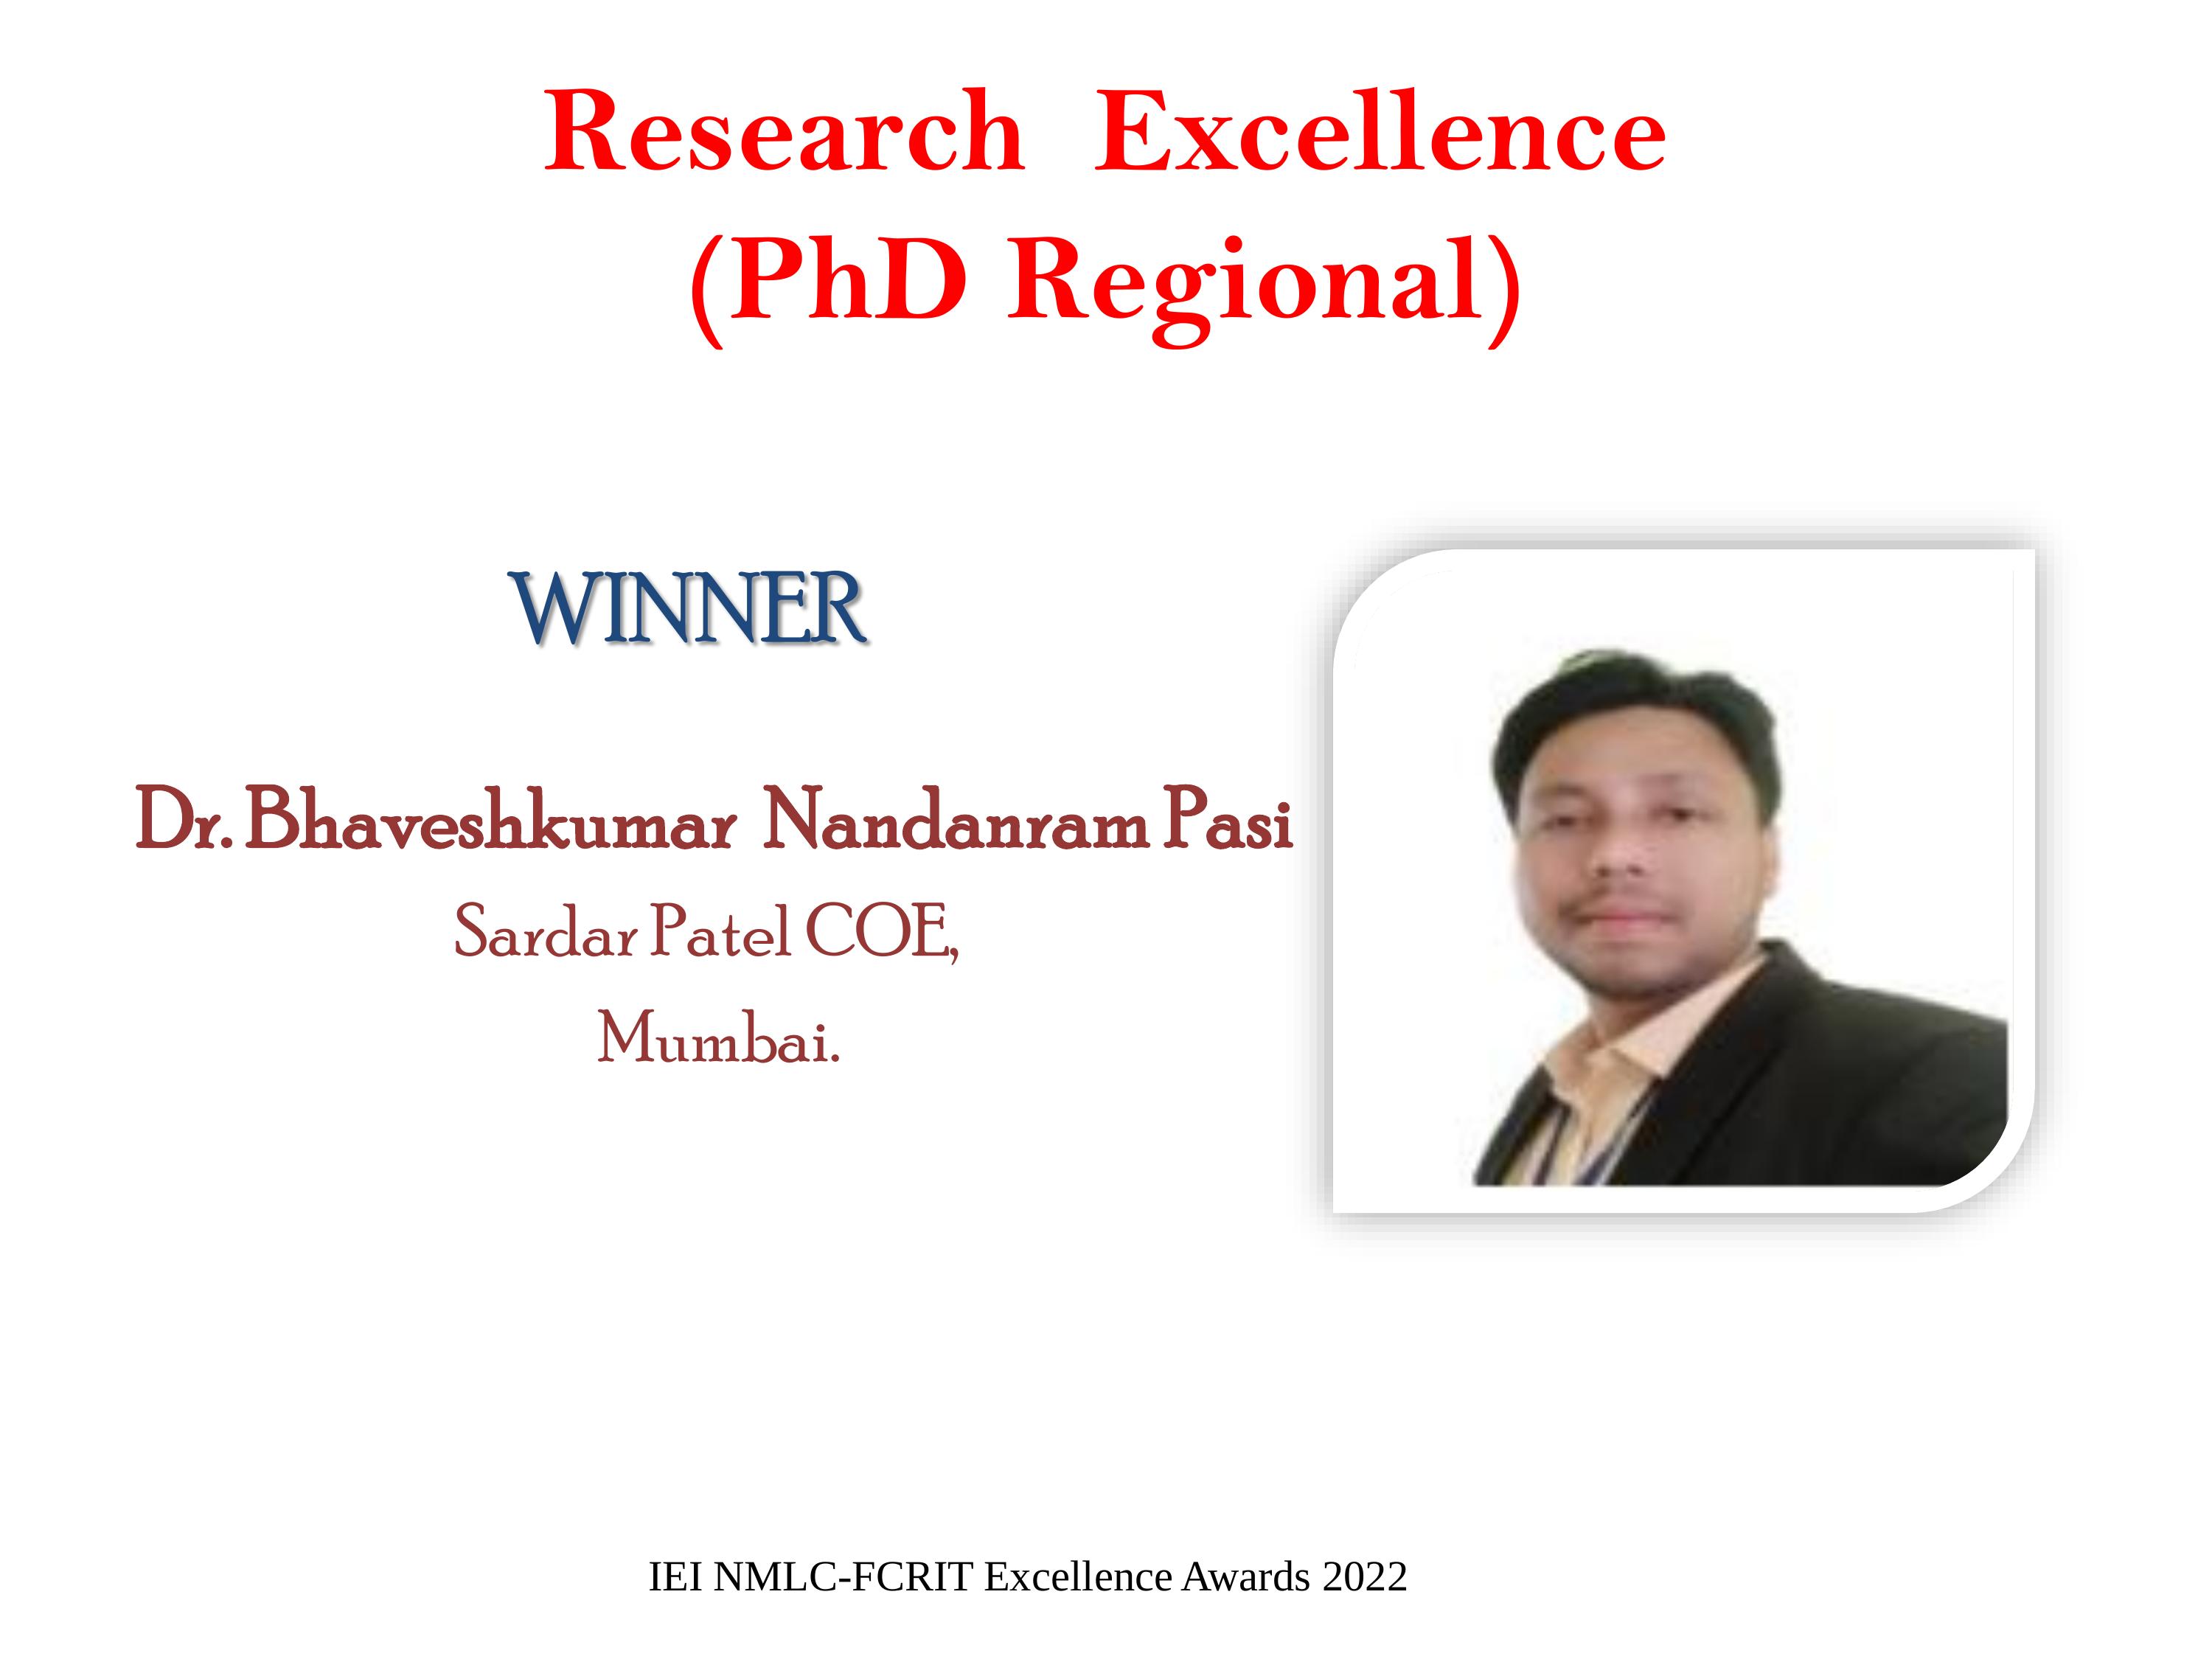 Research Excellence
(PhD Regional)
WINNER
Dr. Bhaveshkumar Nandanram Pasi
Sardar Patel COE,
Mumbai.
IEI NMLC-FCRIT Excellence Awards 2022